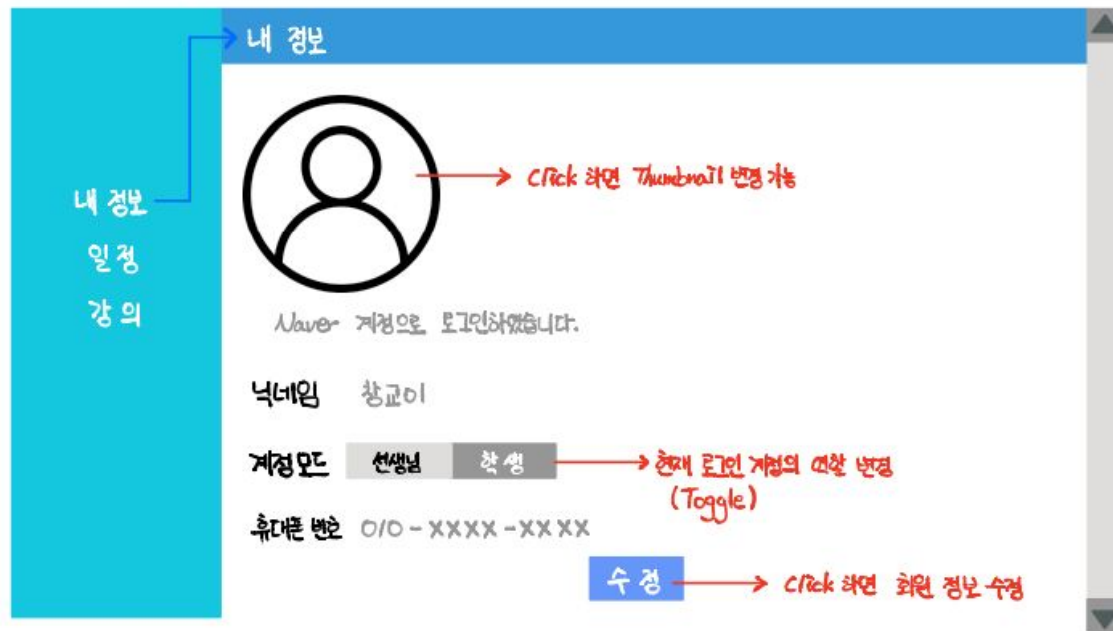 내 정보
Click 하면 Thumbnail 변경 가능
내 정보
일정
강의
Naver 계정으로 로그인하였습니다.
닉네임 창교이
계정모드 선생님 학생
현재 로그인 계정의 역할 변경
(Toggle)
휴대폰 번호 010-XXXX-XXXX
수정
Click 하면 회원 정보 수정